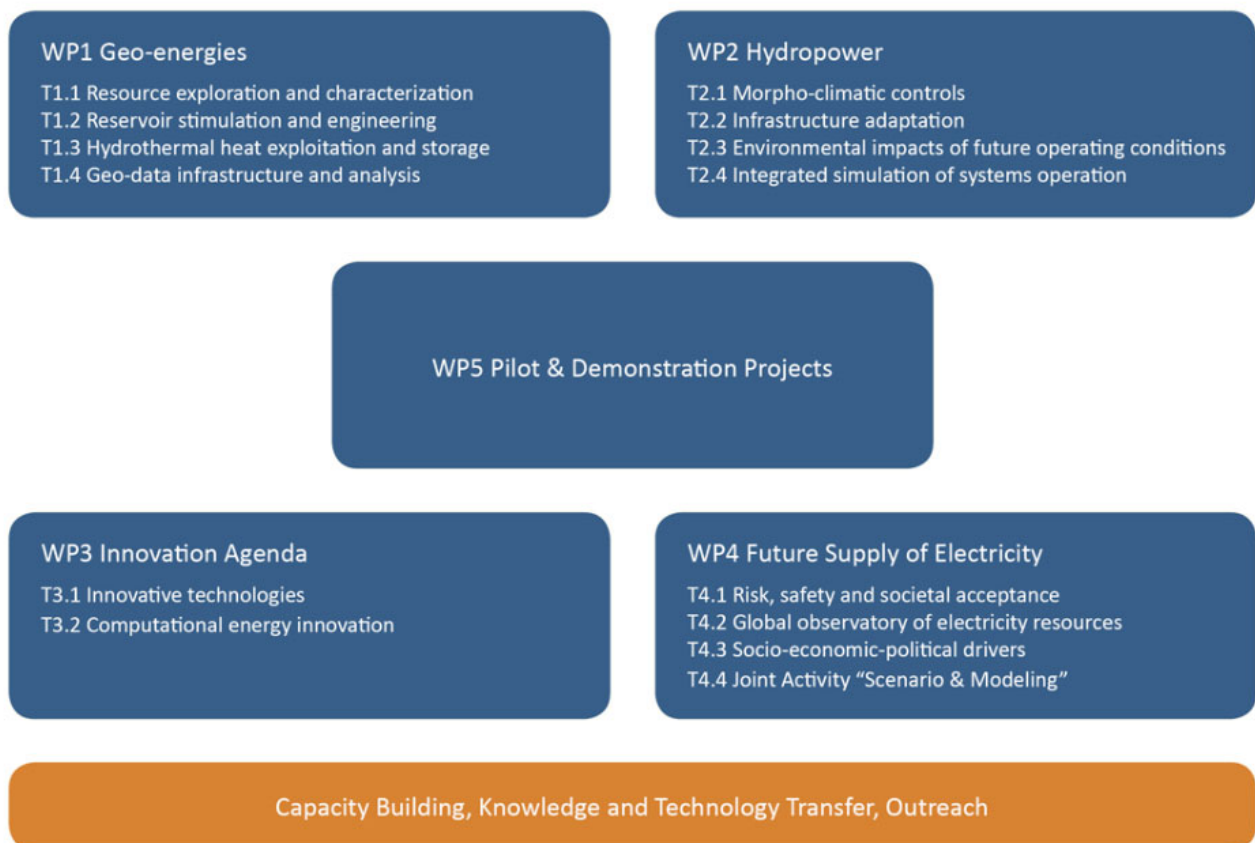 WP1 Geo-energies
T1.1 Resource exploration and characterization
T1.2 Reservoir stimulation and engineering
T1.3 Hydrothermal heat exploitation and storage
T1.4 Geo-data infrastructure and analysis
WP2 Hydropower
T2.1 Morpho-climatic controls
T2.2 Infrastructure adaptation
T2.3 Environmental impacts of future operating conditions
T2.4 Integrated simulation of systems operation
WP5 Pilot & Demonstration Projects
WP3 Innovation Agenda
T3.1 Innovative technologies
T3.2 Computational energy innovation
WP4 Future Supply of Electricity
T4.1 Risk, safety and societal acceptance
T4.2 Global observatory of electricity resources
T4.3 Socio-economic-political drivers
T4.4 Joint Activity “Scenario & Modeling”
Capacity Building, Knowledge and Technology Transfer, Outreach